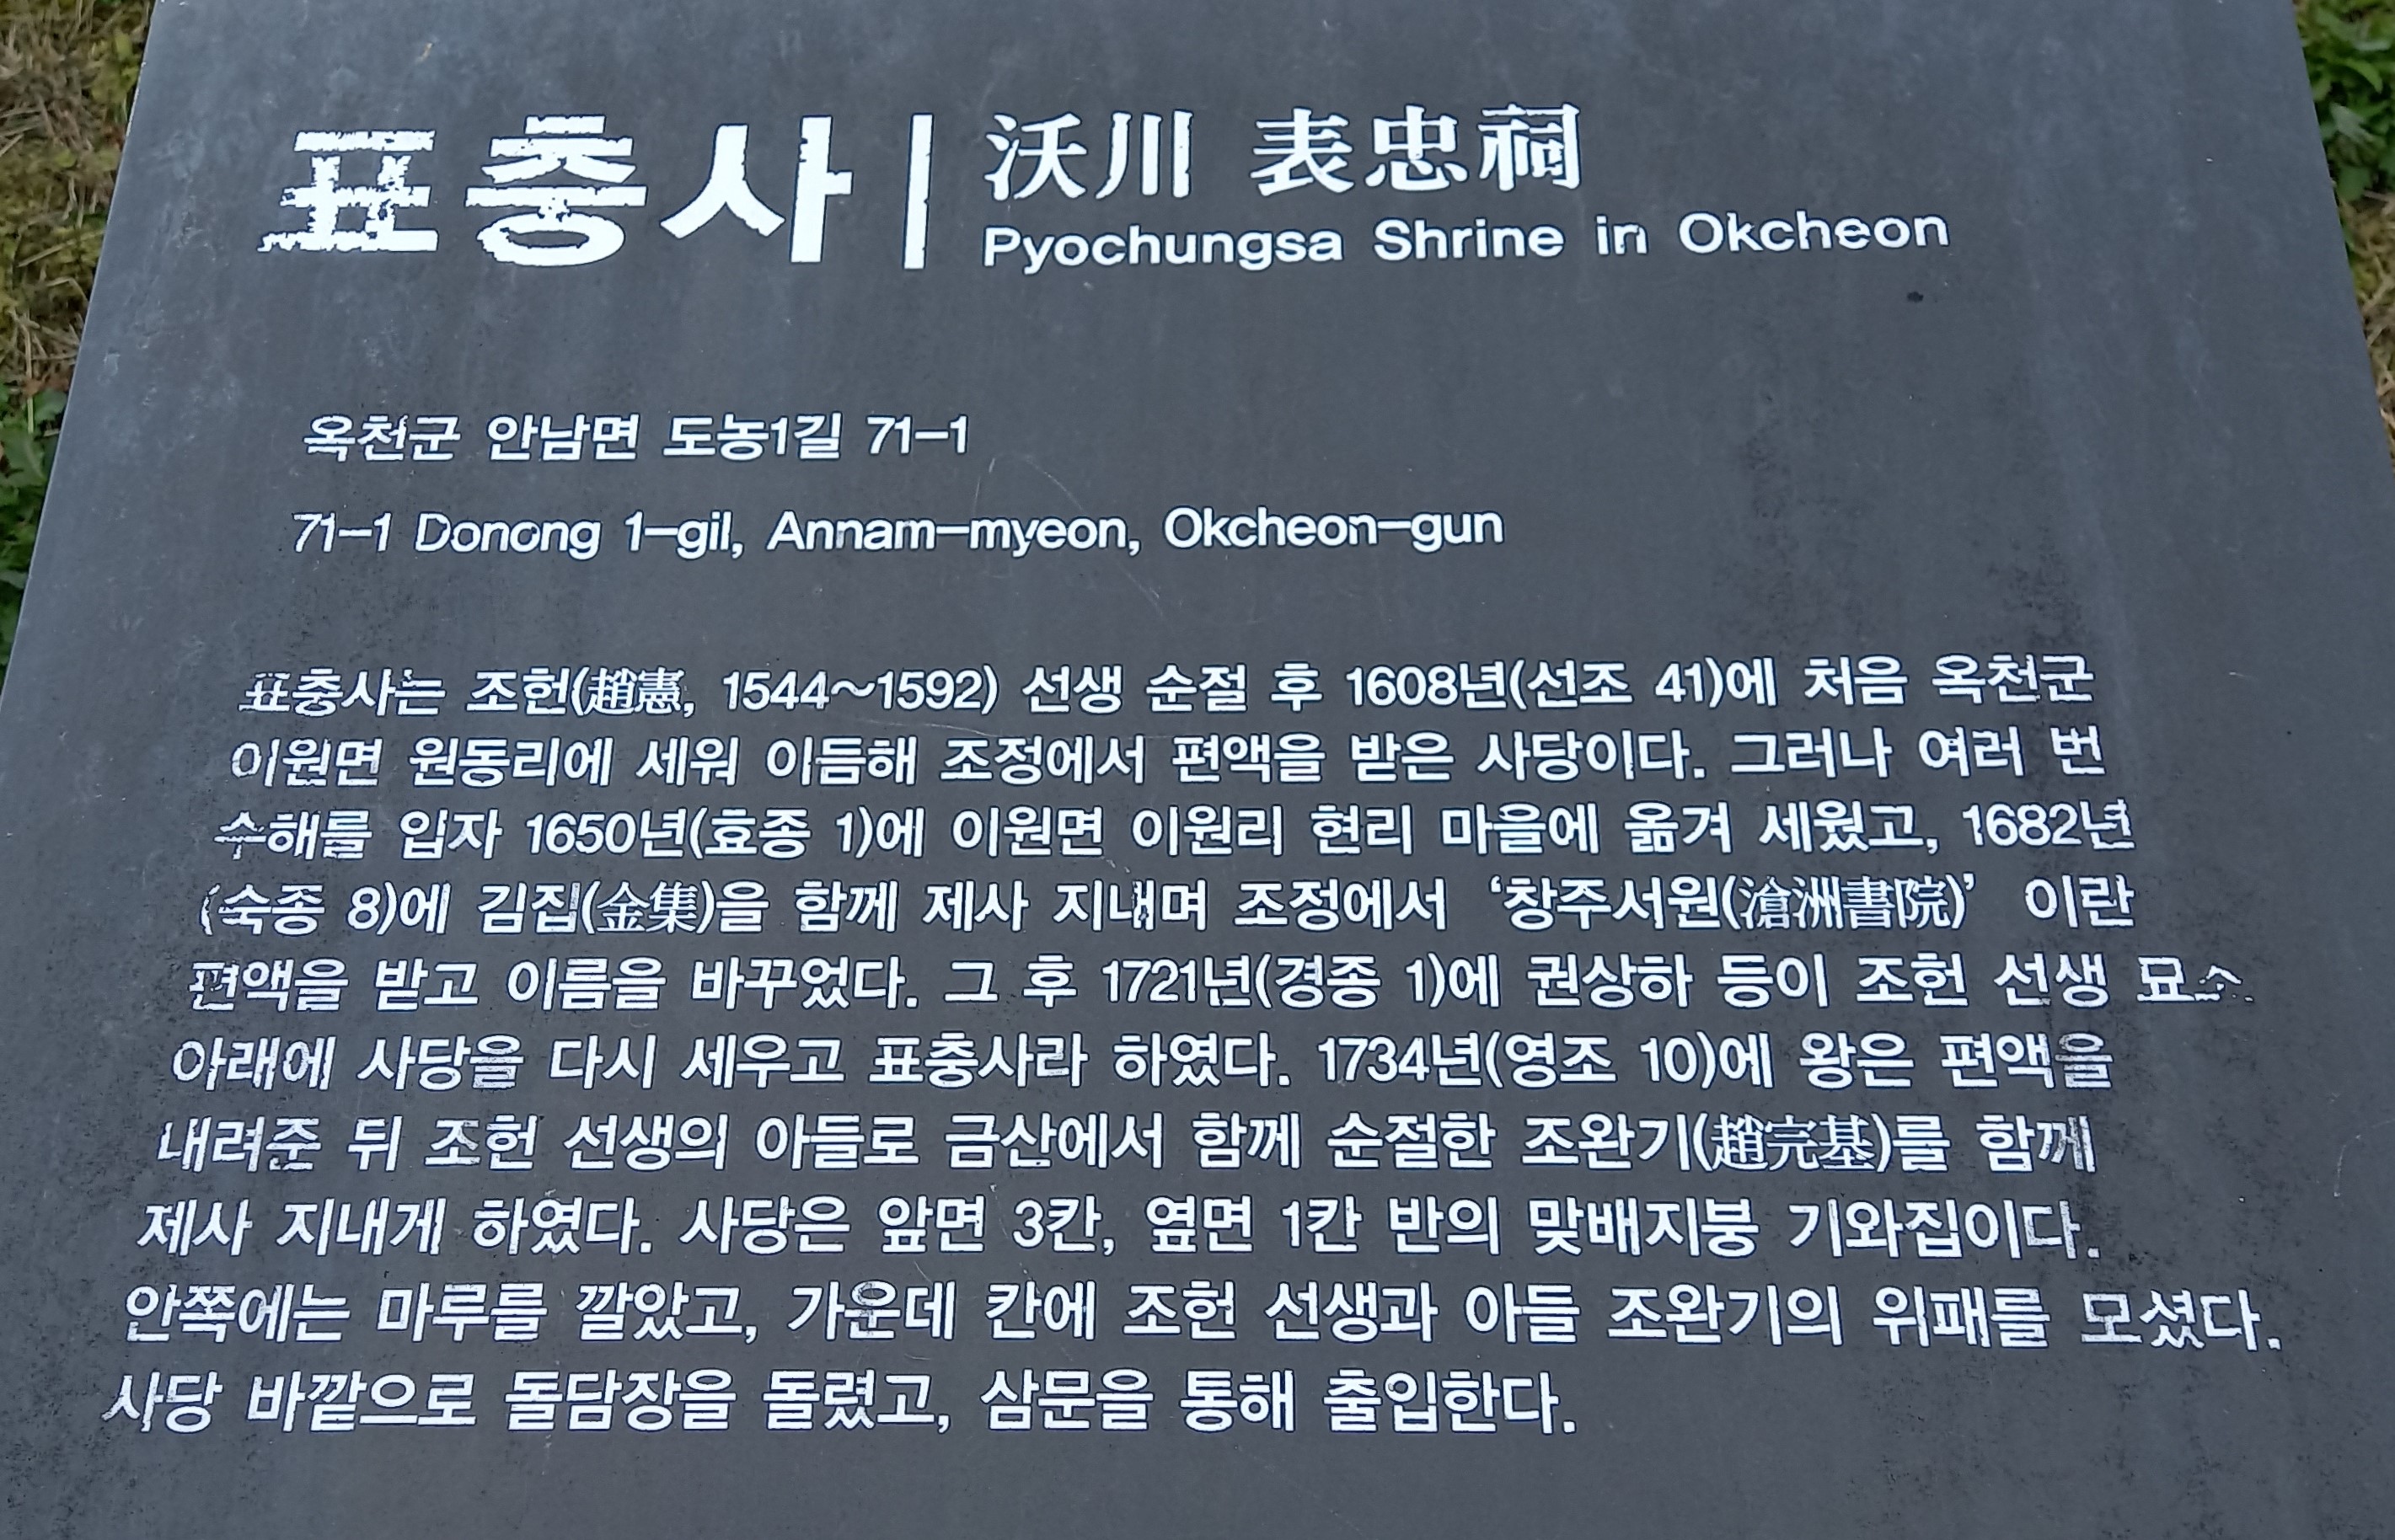 표충사 | 沃川 表忠祠
Pyochungsa Shrine in Okcheon
옥천군 안남면 도농1길 71-1
71-1 Donong 1-gil, Annam-myeon, Okcheon-gun
표충사는 조헌(趙憲, 1544~1592) 선생 순절 후 1608년(선조 41)에 처음 옥천군
이원면 원동리에 세워 이듬해 조정에서 편액을 받은 사당이다. 그러나 여러 번
수해를 입자 1650년(효종 1)에 이원면 이원리 현리 마을에 옮겨 세웠고, 1682년
(숙종 8)에 김집(金集)을 함께 제사 지내며 조정에서 ‘창주서원(滄洲書院)’ 이란
편액을 받고 이름을 바꾸었다. 그 후 1721년(경종 1)에 권상하 등이 조헌 선생 묘소
아래에 사당을 다시 세우고 표충사라 하였다. 1734년(영조 10)에 왕은 편액을
내려준 뒤 조헌 선생의 아들로 금산에서 함께 순절한 조완기(趙完基)를 함께
제사 지내게 하였다. 사당은 앞면 3칸, 옆면 1칸 반의 맞배지붕 기와집이다.
안쪽에는 마루를 깔았고, 가운데 칸에 조헌 선생과 아들 조완기의 위패를 모셨다.
사당 바깥으로 돌담장을 돌렸고, 삼문을 통해 출입한다.